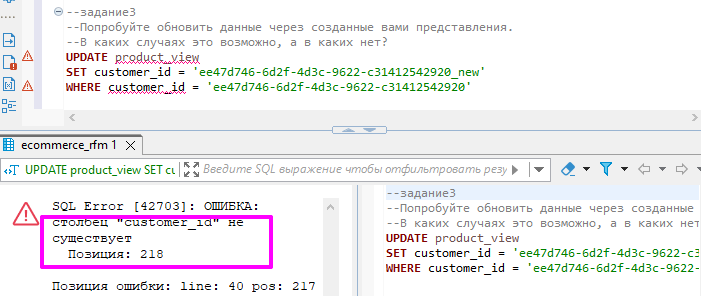 --задание3
--Попробуйте обновить данные через созданные вами представления.
--В каких случаях это возможно, а в каких нет?
UPDATE product_view
SET customer_id = 'ee47d746-6d2f-4d3c-9622-c31412542920_new'
WHERE customer_id = 'ee47d746-6d2f-4d3c-9622-c31412542920'
ecommerce_rfm 1
UPDATE product_view SET cu
Введите SQL выражение чтобы отфильтровать резу
SQL Error [42703]: ОШИБКА:
столбец "customer_id" не
существует
Позиция: 218
Позиция ошибки: line: 40 pos: 217
--задание3
--Попробуйте обновить данные через созданные
--В каких случаях это возможно, а в каких нет
UPDATE product_view
SET customer_id = 'ee47d746-6d2f-4d3c-9622-c3
WHERE customer_id = 'ee47d746-6d2f-4d3c-9622-